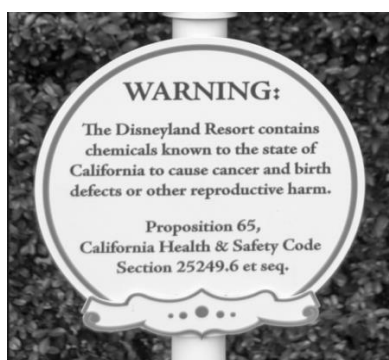 WARNING:
The Disneyland Resort contains
chemicals known to the state of
California to cause cancer and birth
defects or other reproductive harm.
Proposition 65,
California Health & Safety Code
Section 25249.6 et seq.